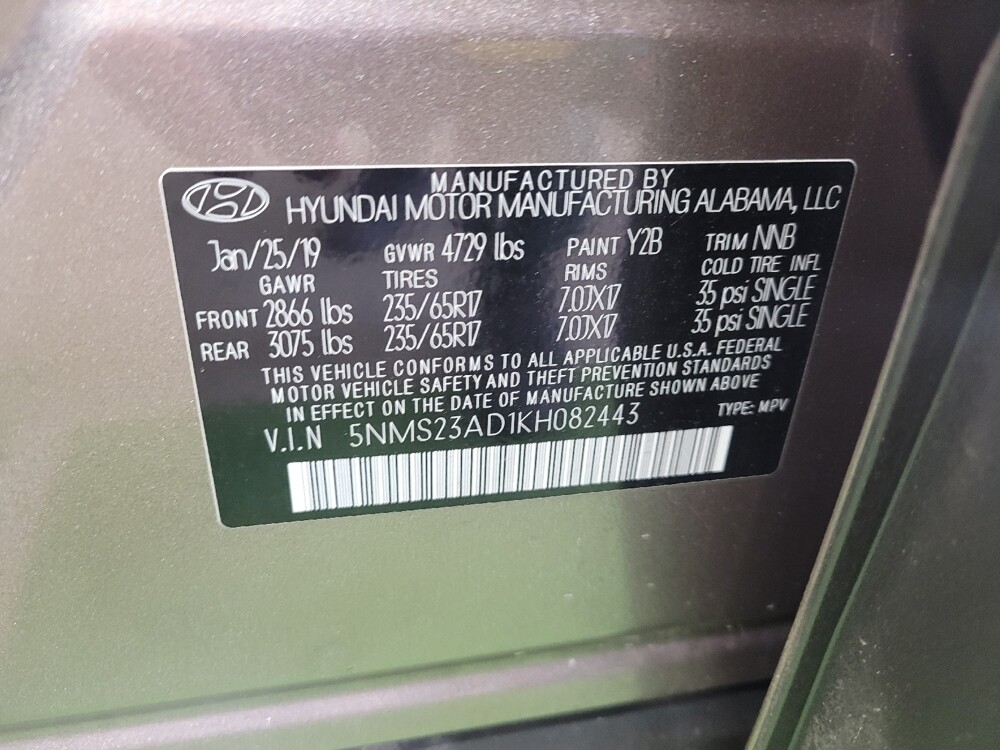 MANUFACTURED BY
HYUNDAI MOTOR MANUFACTURING ALABAMA, LLC
Jan/25/19 GVWR 4729 lbs PAINT Y2B TRIM NNB
GAWR TIRES RIMS COLD TIRE INFL
FRONT 2866 lbs 235/65R17 7.0JX17 35 psi SINGLE
REAR 3075 lbs 235/65R17 7.0JX17 35 psi SINGLE
THIS VEHICLE CONFORMS TO ALL APPLICABLE U.S.A. FEDERAL
MOTOR VEHICLE SAFETY AND THEFT PREVENTION STANDARDS
IN EFFECT ON THE DATE OF MANUFACTURE SHOWN ABOVE
V.I.N 5NMS23AD1KH082443 TYPE: MPV